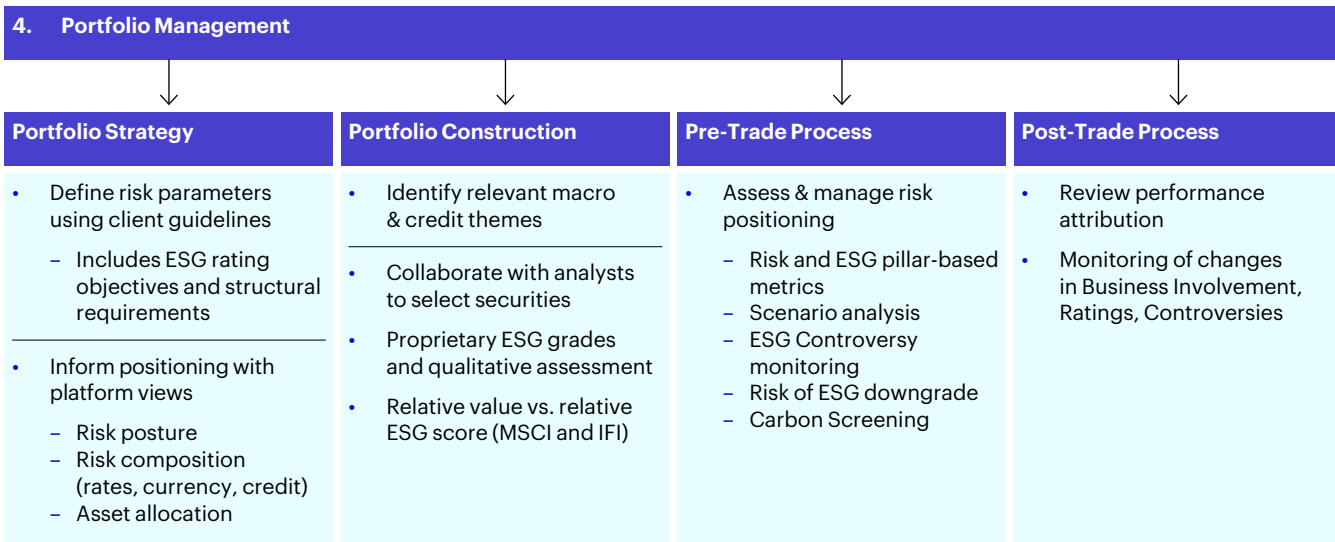 4. Portfolio Management
Portfolio Strategy
• Define risk parameters
using client guidelines
– Includes ESG rating
objectives and structural
requirements
• Inform positioning with
platform views
– Risk posture
– Risk composition
(rates, currency, credit)
– Asset allocation
Portfolio Construction
• Identify relevant macro
& credit themes
• Collaborate with analysts
to select securities
• Proprietary ESG grades
and qualitative assessment
• Relative value vs. relative
ESG score (MSCI and IFI)
Pre-Trade Process
• Assess & manage risk
positioning
– Risk and ESG pillar-based
metrics
– Scenario analysis
– ESG Controversy
monitoring
– Risk of ESG downgrade
– Carbon Screening
Post-Trade Process
• Review performance
attribution
• Monitoring of changes
in Business Involvement,
Ratings, Controversies